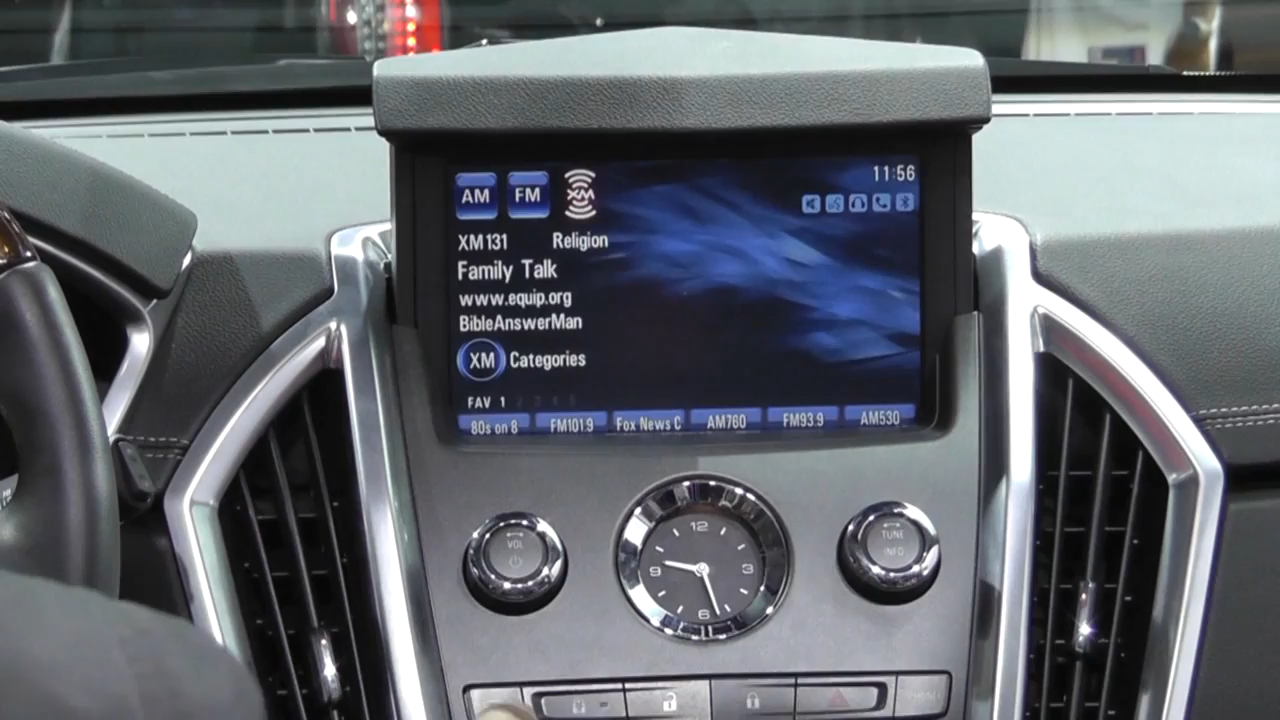 AM FM XM 11:56
XM131 Religion
Family Talk
www.equip.org
BibleAnswerMan
XM Categories
FAV 1
80s on 8 FM101.9 Fox News C AM760 FM93.9 AM530
VOL
12
3
6
9
TUNE
INFO